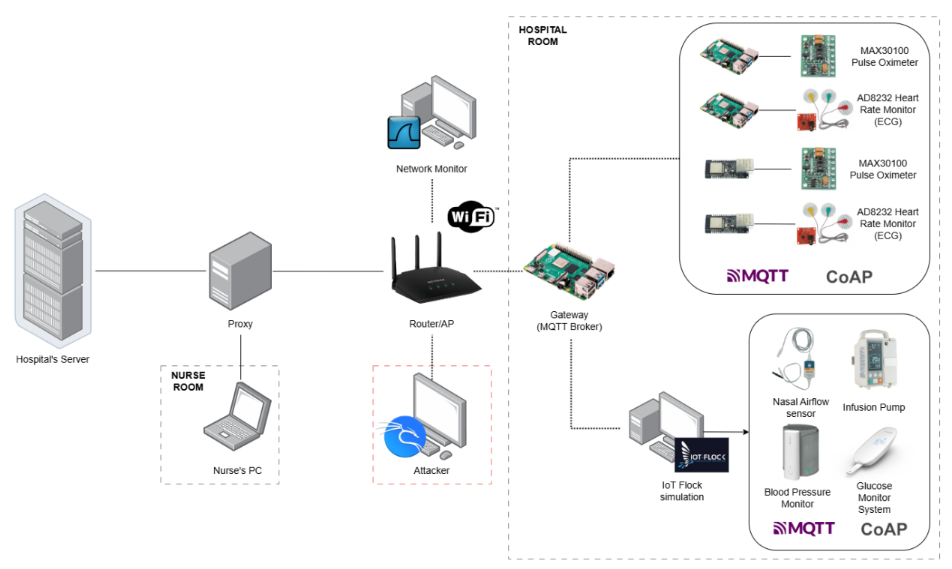 HOSPITAL
ROOM
MAX30100
Pulse Oximeter
AD8232 Heart
Rate Monitor
(ECG)
MAX30100
Pulse Oximeter
AD8232 Heart
Rate Monitor
(ECG)
MQTT
CoAP
Network Monitor
WiFi™
Hospital's Server
Proxy
Router/AP
Gateway
(MQTT Broker)
NURSE
ROOM
Nurse's PC
Attacker
IOT-FLOCK
IoT Flock
simulation
Nasal Airflow
sensor
Infusion Pump
Blood Pressure
Monitor
Glucose
Monitor
System
MQTT
CoAP